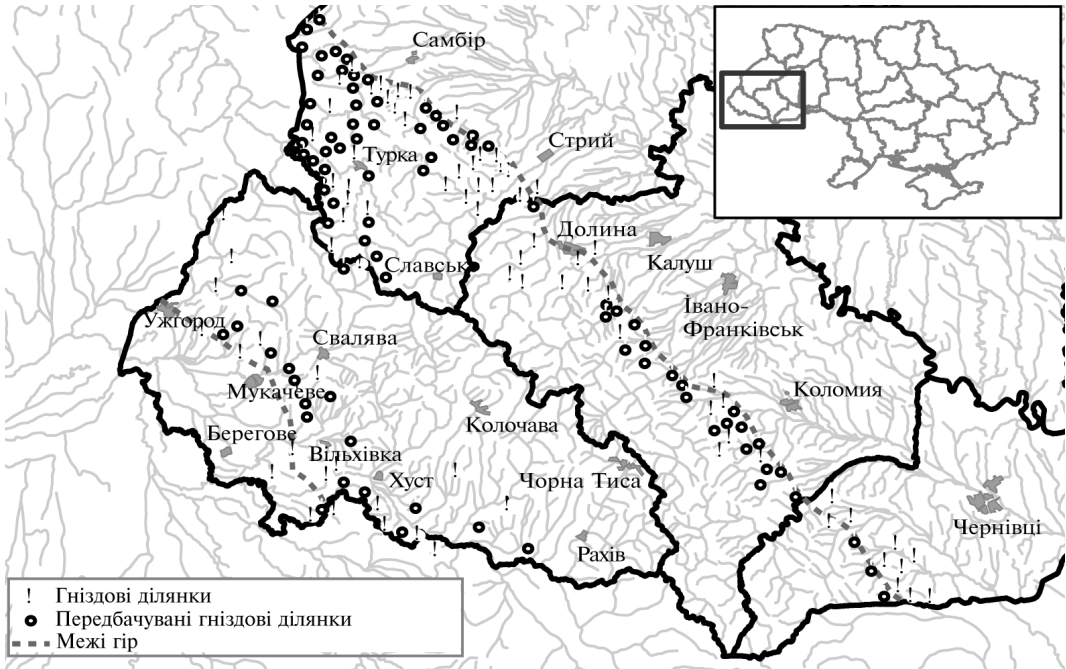 Самбір
Стрий
Турка
Долина
Калуш
Славськ
Івано-
Франківськ
Ужгород
Свалява
Мукачеве
Коломия
Колочава
Берегове
Вільхівка
Хуст
Чорна Тиса
Чернівці
Рахів
! Гніздові ділянки
Передбачувані гніздові ділянки
Межі гір